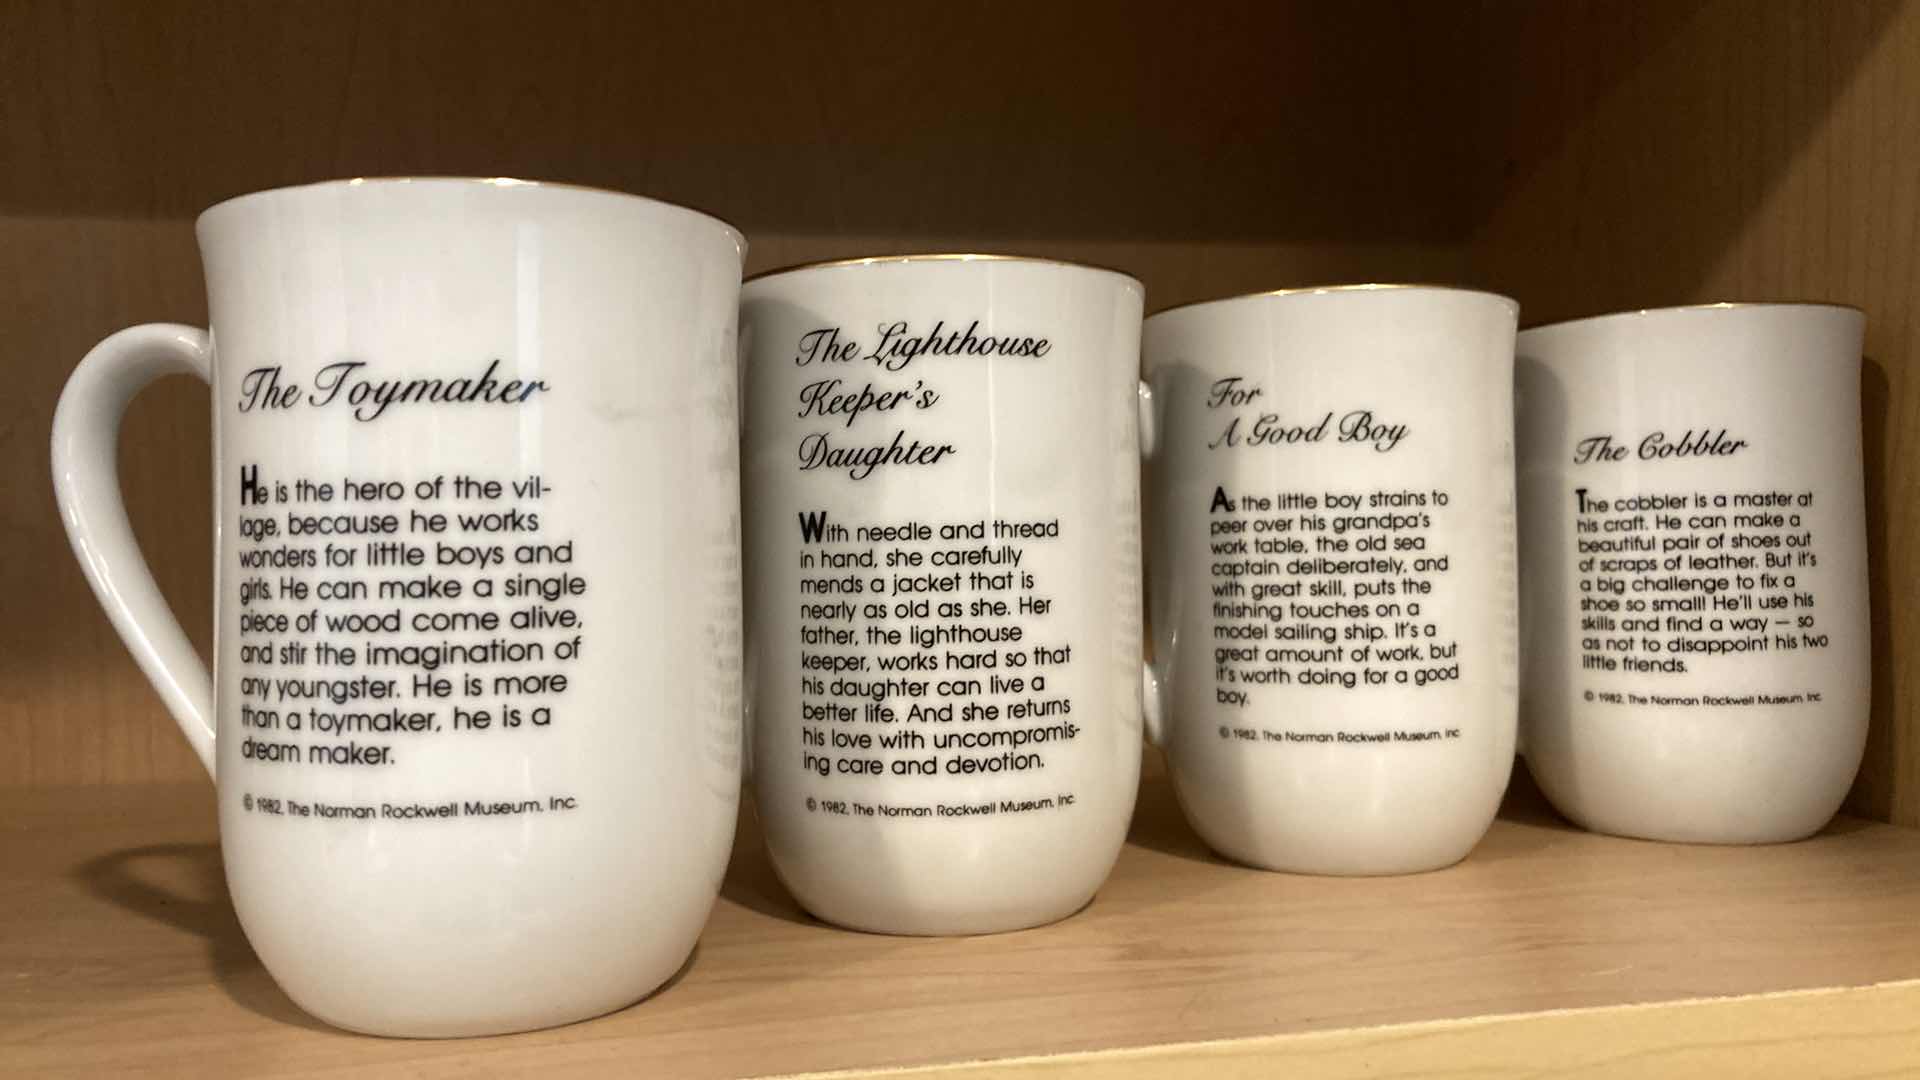 The Toymaker
He is the hero of the vil-
lage, because he works
wonders for little boys and
girls. He can make a single
piece of wood come alive,
and stir the imagination of
any youngster. He is more
than a toymaker, he is a
dream maker.
© 1982, The Norman Rockwell Museum, Inc.
The Lighthouse
Keeper's
Daughter
With needle and thread
in hand, she carefully
mends a jacket that is
nearly as old as she. Her
father, the lighthouse
keeper, works hard so that
his daughter can live a
better life. And she returns
his love with uncompromis-
ing care and devotion.
© 1982, The Norman Rockwell Museum, Inc.
For
A Good Boy
As the little boy strains to
peer over his grandpa's
work table, the old sea
captain deliberately, and
with great skill, puts the
finishing touches on a
model sailing ship. It's a
great amount of work, but
it's worth doing for a good
boy.
© 1982, The Norman Rockwell Museum, Inc.
The Cobbler
The cobbler is a master at
his craft. He can make a
beautiful pair of shoes out
of scraps of leather. But it's
a big challenge to fix a
shoe so small! He'll use his
skills and find a way — so
as not to disappoint his two
little friends.
© 1982, The Norman Rockwell Museum, Inc.